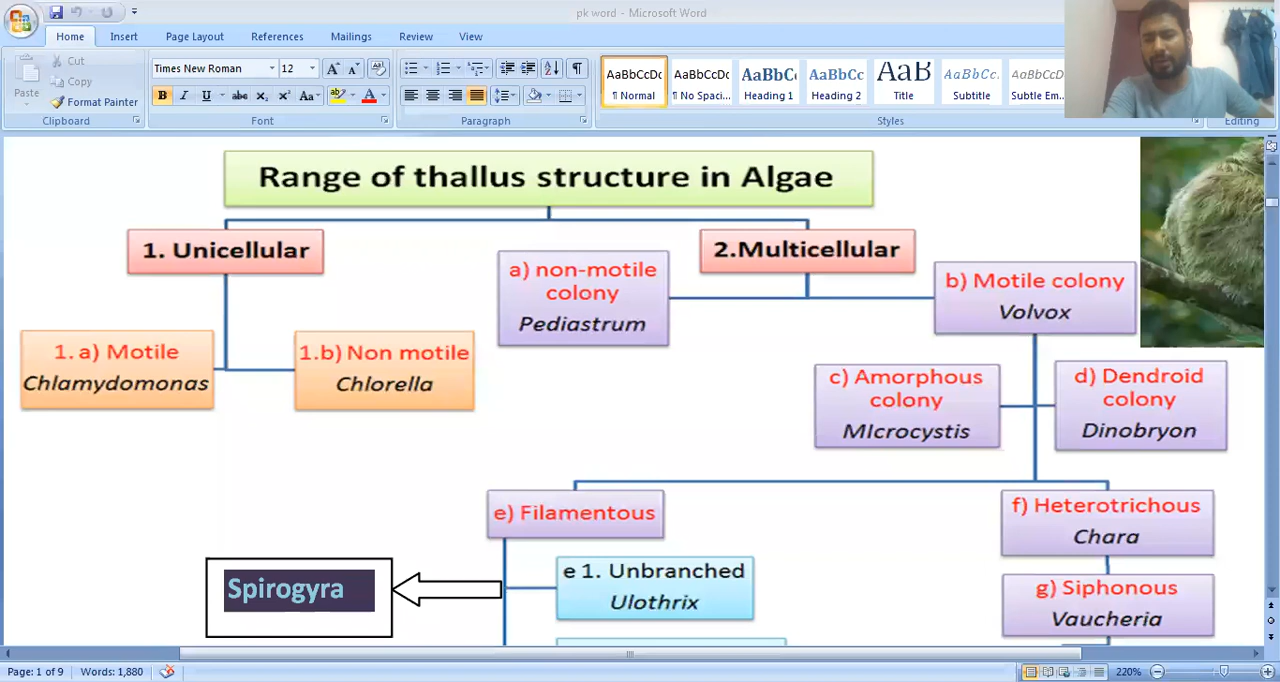 pk word - Microsoft Word
Home Insert Page Layout References Mailings Review View
Cut
Copy
Paste
Format Painter
Clipboard
Times New Roman 12
Font
Paragraph
AaBbCcDc
¶ Normal
AaBbCcDc
¶ No Spaci...
AaBbC
Heading 1
AaBbCc
Heading 2
AaB
Title
AaBbCc.
Subtitle
AaBbCcD
Subtle Em...
Styles
Editing
Range of thallus structure in Algae
1. Unicellular
2.Multicellular
a) non-motile
colony
Pediastrum
b) Motile colony
Volvox
1. a) Motile
Chlamydomonas
1.b) Non motile
Chlorella
c) Amorphous
colony
MIcrocystis
d) Dendroid
colony
Dinobryon
e) Filamentous
f) Heterotrichous
Chara
Spirogyra
e 1. Unbranched
Ulothrix
g) Siphonous
Vaucheria
Page: 1 of 9 Words: 1,880 220%